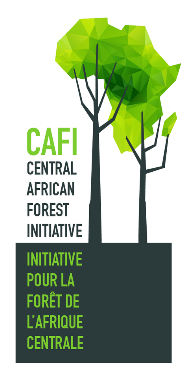 CAFI
CENTRAL
AFRICAN
FOREST
INITIATIVE
INITIATIVE
POUR LA
FORÊT DE
L'AFRIQUE
CENTRALE